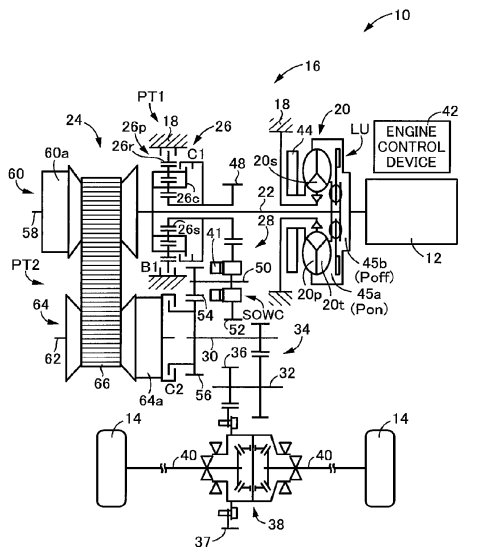 10
16
PT1
18
24
26p
26
18
44
20
42
26r
C1
LU
ENGINE
CONTROL
DEVICE
60a
20s
48
60
26c
22
58
26s
28
12
PT2
B1
41
50
45b
(Poff)
64
54
20p
20t
45a
(Pon)
52
SOWC
34
62
30
36
66
64a
C2
56
32
14
14
40
40
37
38